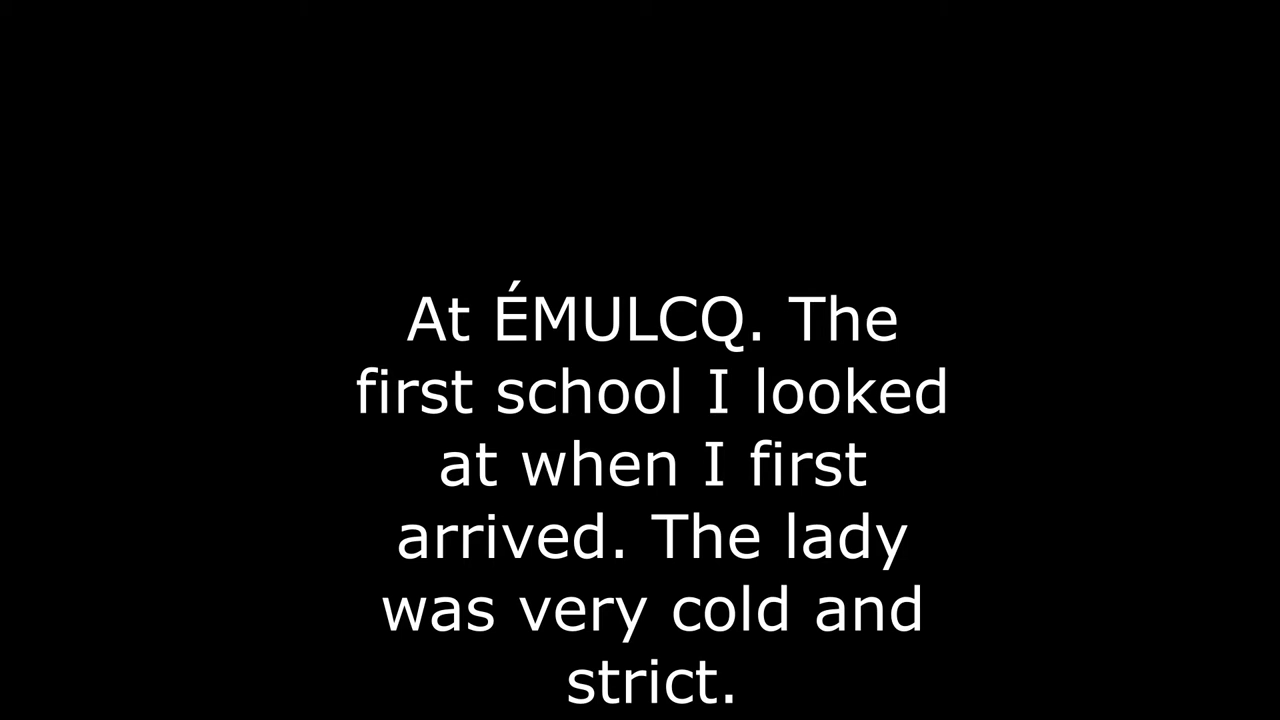 At ÉMULCQ. The
first school I looked
at when I first
arrived. The lady
was very cold and
strict.